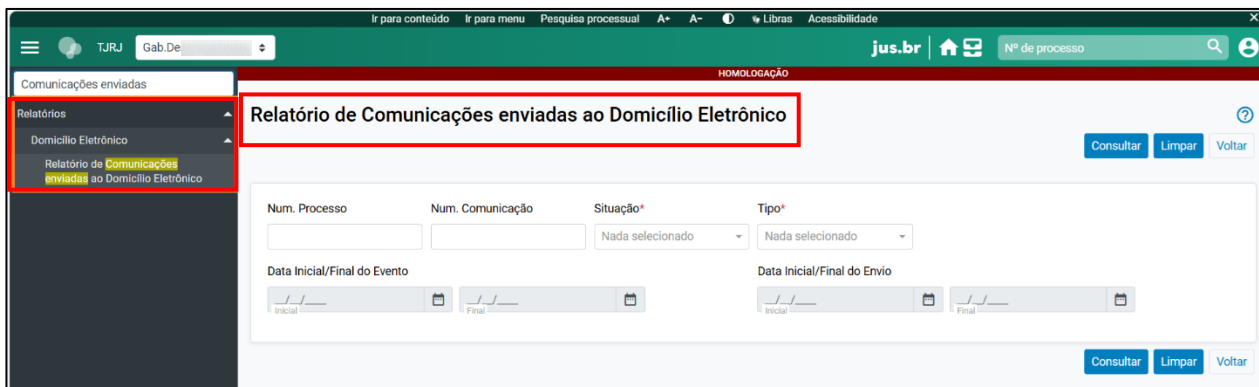 Ir para conteúdo Ir para menu Pesquisa processual A+ A- Libras Acessibilidade
TJRJ Gab.De jus.br Nº de processo
HOMOLOGAÇÃO
Comunicações enviadas
Relatórios
Domicílio Eletrônico
Relatório de Comunicações
enviadas ao Domicílio Eletrônico
Relatório de Comunicações enviadas ao Domicílio Eletrônico
Consultar Limpar Voltar
Num. Processo Num. Comunicação Situação* Tipo*
Nada selecionado Nada selecionado
Data Inicial/Final do Evento Data Inicial/Final do Envio
__/__/____ __/__/____ __/__/____ __/__/____
Inicial Final Inicial Final
Consultar Limpar Voltar